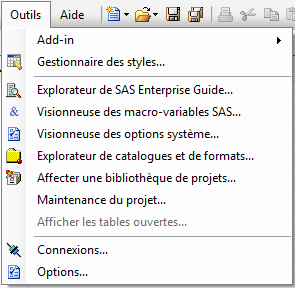 Outils Aide
Add-in
Gestionnaire des styles...
Explorateur de SAS Enterprise Guide...
Visionneuse des macro-variables SAS...
Visionneuse des options système...
Explorateur de catalogues et de formats...
Affecter une bibliothèque de projets...
Maintenance du projet...
Afficher les tables ouvertes...
Connexions...
Options...